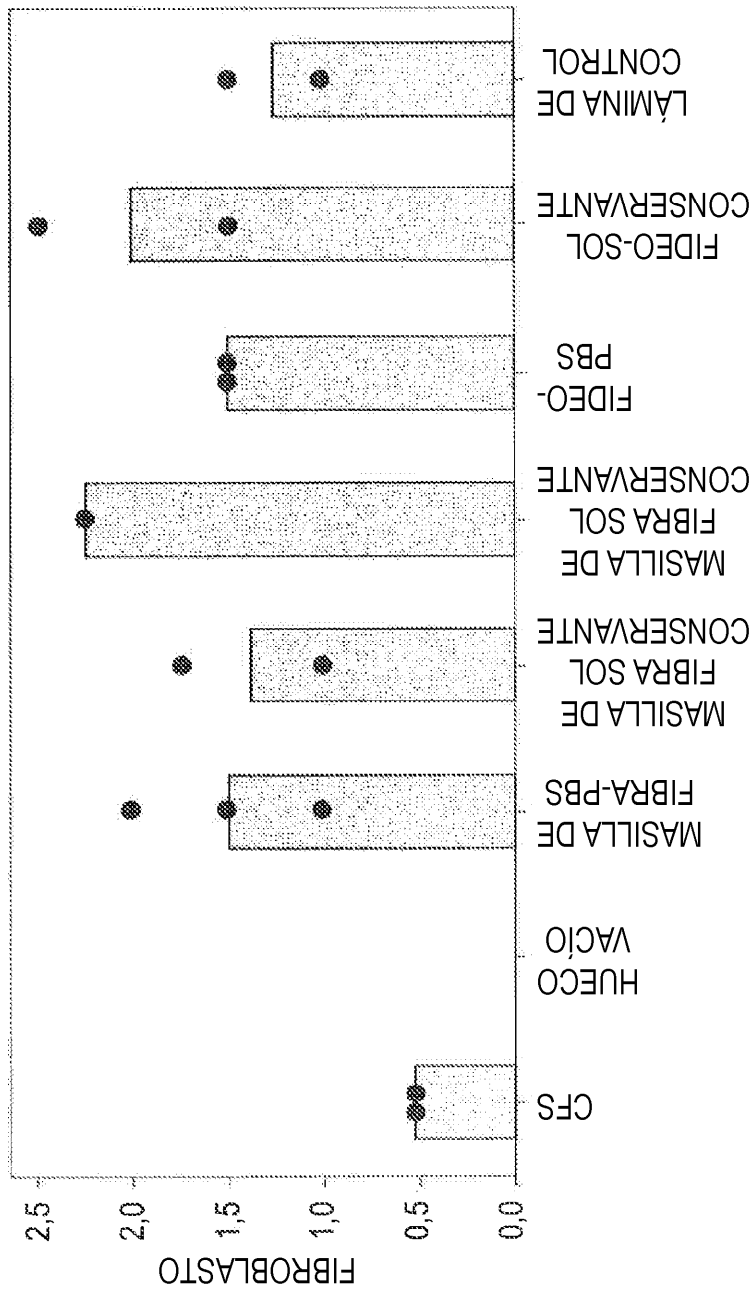 FIBROBLASTO
2,5
2,0
1,5
1,0
0,5
0,0
CFS
HUECO
VACÍO
MASILLA DE
FIBRA-PBS
MASILLA DE
FIBRA SOL
CONSERVANTE
MASILLA DE
FIBRA SOL
CONSERVANTE
FIDEO-
PBS
FIDEO-SOL
CONSERVANTE
LÁMINA DE
CONTROL